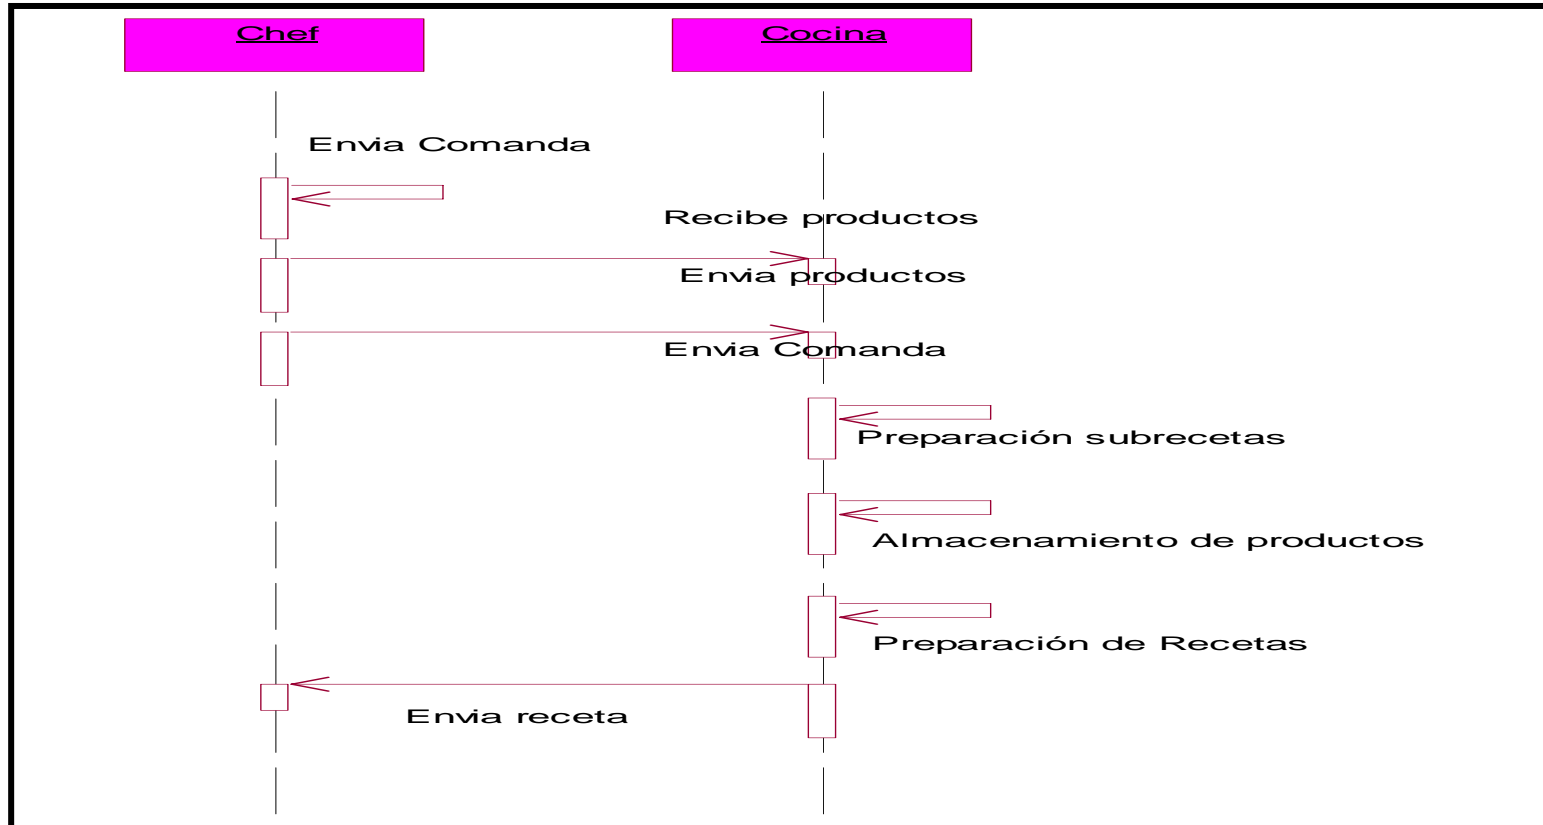 Chef
Cocina
Envia Comanda
Recibe productos
Envia productos
Envia Comanda
Preparación subrecetas
Almacenamiento de productos
Preparación de Recetas
Envia receta